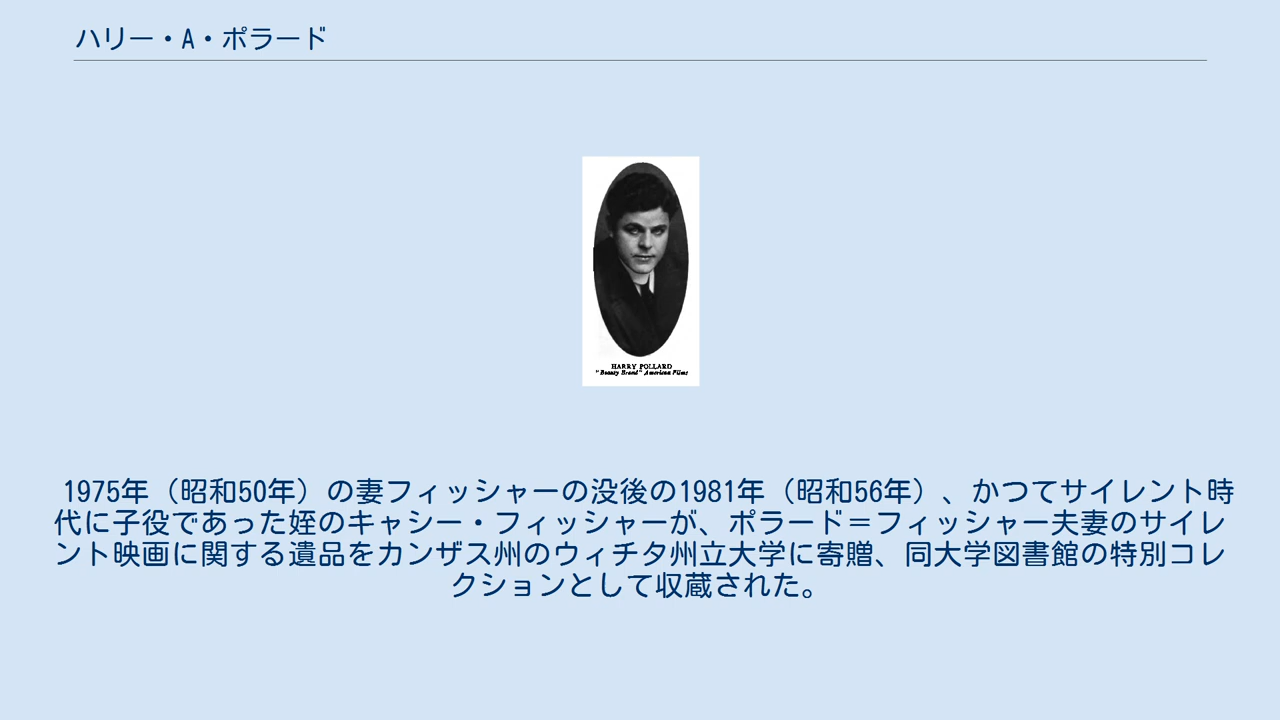 ハリー・A・ポラード
HARRY POLLARD
"Beauty Brand" American Films
1975年（昭和50年）の妻フィッシャーの没後の1981年（昭和56年）、かつてサイレント時
代に子役であった姪のキャシー・フィッシャーが、ポラード＝フィッシャー夫妻のサイレ
ント映画に関する遺品をカンザス州のウィチタ州立大学に寄贈、同大学図書館の特別コレ
クションとして収蔵された。